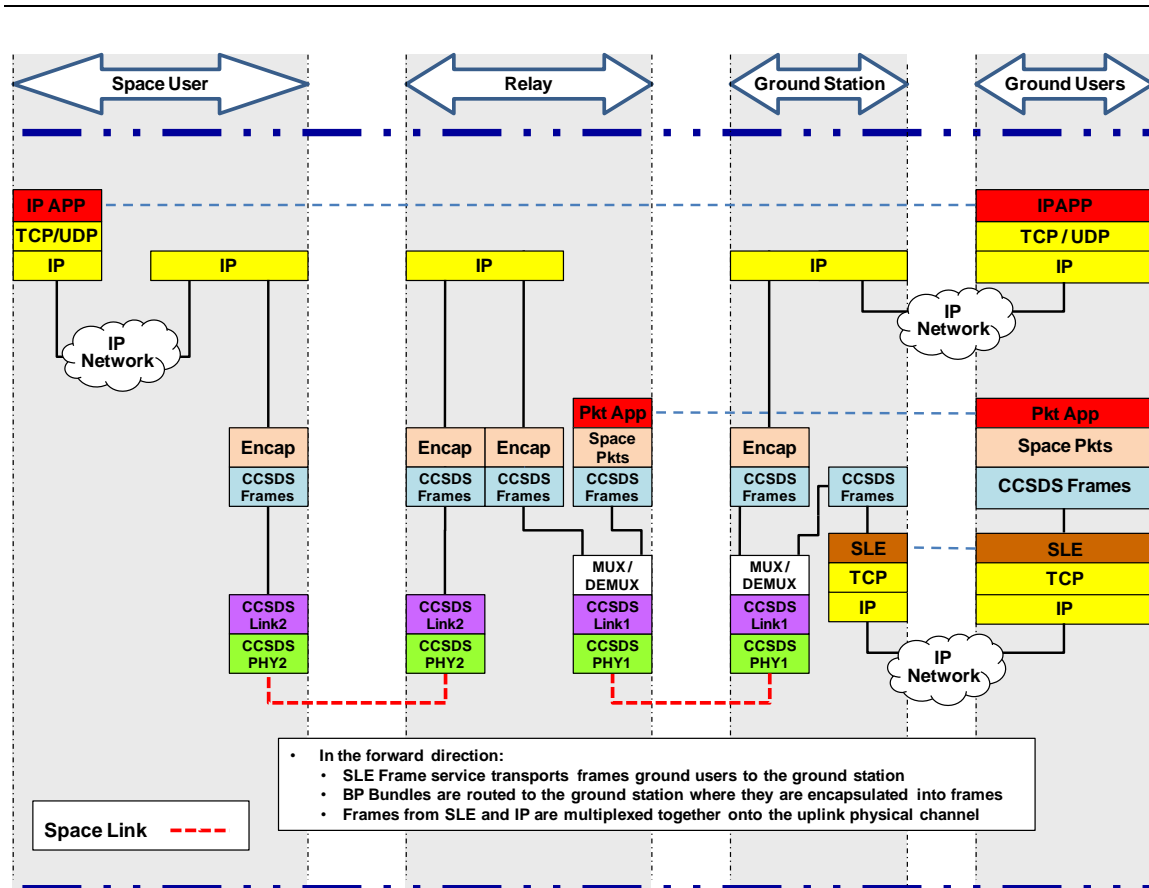 Space User
Relay
Ground Station
Ground Users
IP APP
TCP/UDP
IP
IP
IP
IP
IPAPP
TCP / UDP
IP
IP
Network
IP
Network
Encap
CCSDS
Frames
CCSDS
Link2
CCSDS
PHY2
Encap
Encap
CCSDS
Frames
CCSDS
Frames
CCSDS
Link2
CCSDS
PHY2
Pkt App
Space
Pkts
CCSDS
Frames
MUX /
DEMUX
CCSDS
Link1
CCSDS
PHY1
Encap
CCSDS
Frames
MUX /
DEMUX
CCSDS
Link1
CCSDS
PHY1
CCSDS
Frames
SLE
TCP
IP
Pkt App
Space Pkts
CCSDS Frames
SLE
TCP
IP
IP
Network
• In the forward direction:
• SLE Frame service transports frames ground users to the ground station
• BP Bundles are routed to the ground station where they are encapsulated into frames
• Frames from SLE and IP are multiplexed together onto the uplink physical channel
Space Link